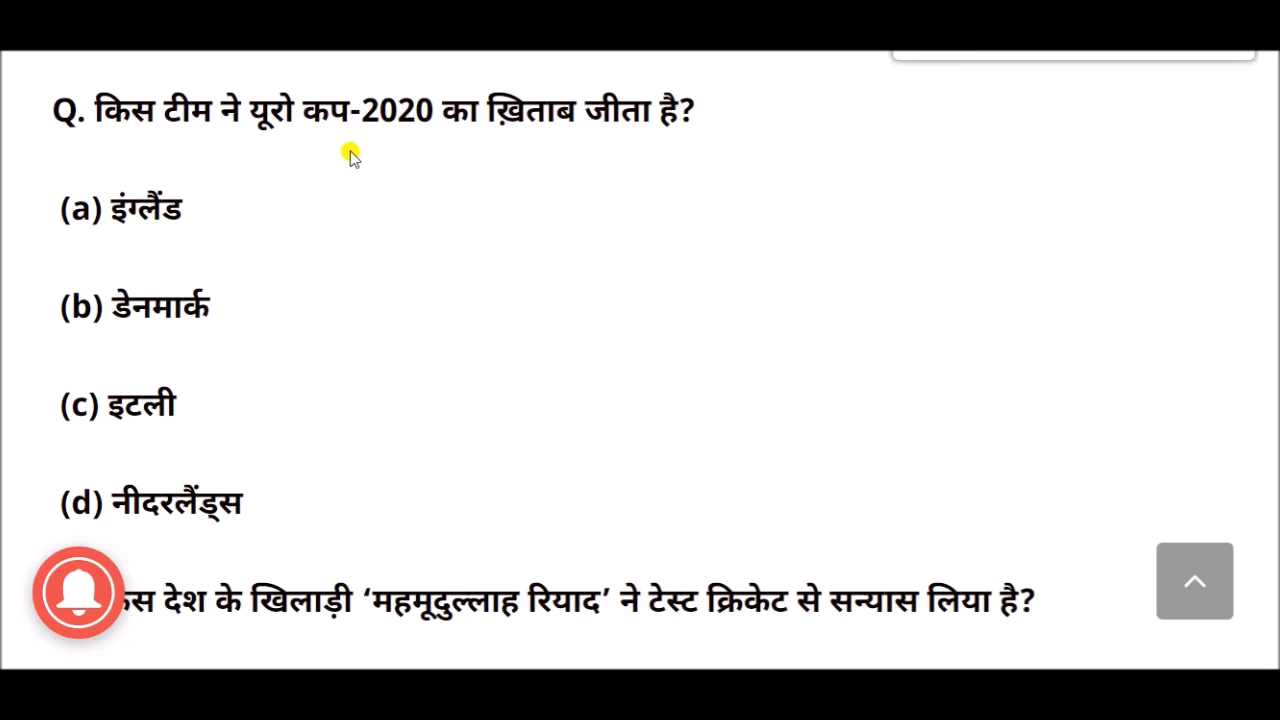 Q. किस टीम ने यूरो कप-2020 का ख़िताब जीता है?
(a) इंग्लैंड
(b) डेनमार्क
(c) इटली
(d) नीदरलैंड्स
देश के खिलाड़ी ‘महमूदुल्लाह रियाद’ ने टेस्ट क्रिकेट से सन्यास लिया है?